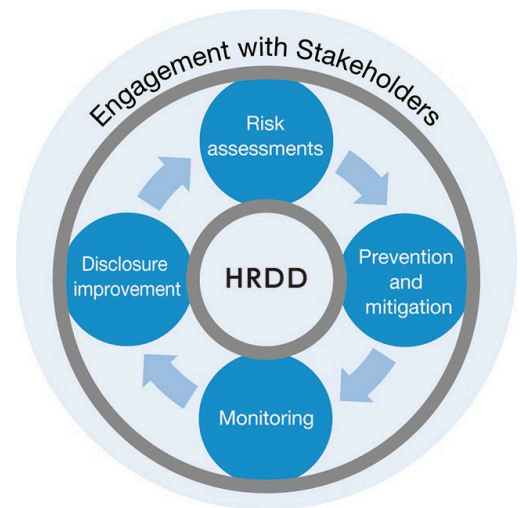 Engagement with Stakeholders
Risk
assessments
Prevention
and
mitigation
Monitoring
Disclosure
improvement
HRDD